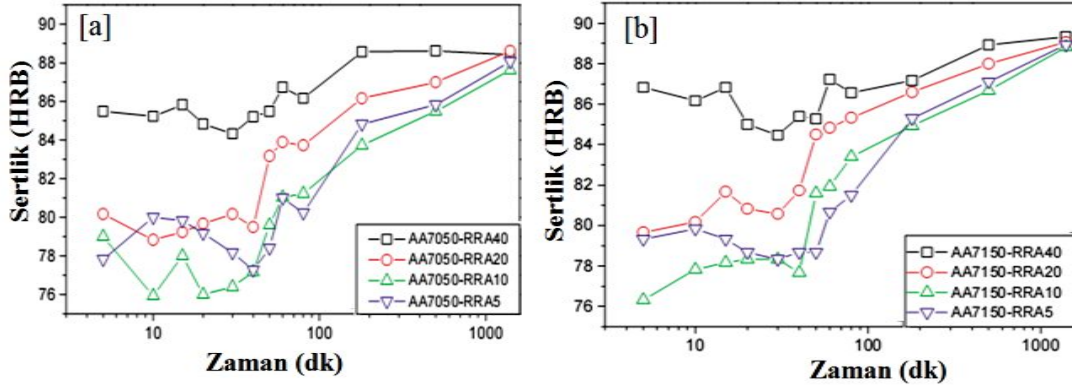 [a]
Sertlik (HRB)
90
88
86
84
82
80
78
76
10
100
1000
Zaman (dk)
AA7050-RRA40
AA7050-RRA20
AA7050-RRA10
AA7050-RRA5
[b]
Sertlik (HRB)
90
88
86
84
82
80
78
76
10
100
1000
Zaman (dk)
AA7150-RRA40
AA7150-RRA20
AA7150-RRA10
AA7150-RRA5